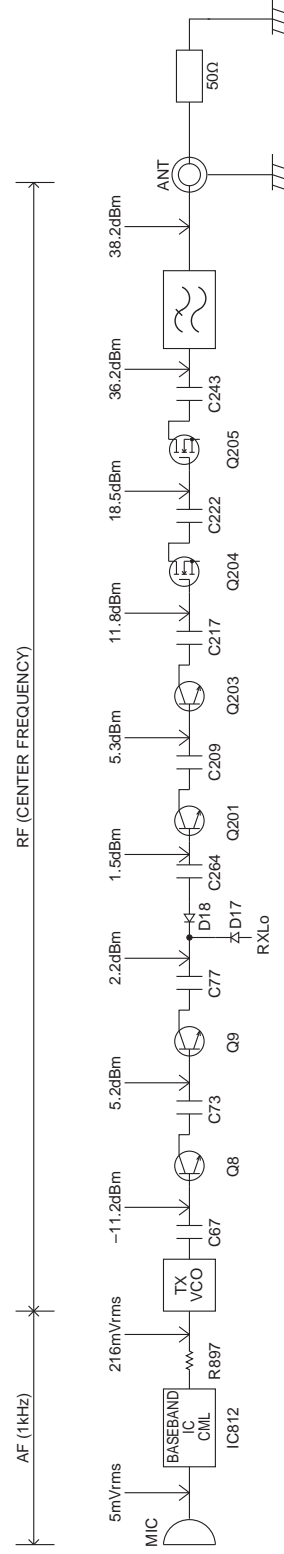 AF (1kHz)
RF (CENTER FREQUENCY)
5mVrms
216mVrms
–11.2dBm
5.2dBm
2.2dBm
1.5dBm
5.3dBm
11.8dBm
18.5dBm
36.2dBm
38.2dBm
MIC
BASEBAND
IC
CML
TX
VCO
ANT
IC812
R897
C67
Q8
C73
Q9
C77
D18
D17
RXLo
C264
Q201
C209
Q203
C217
Q204
C222
Q205
C243
50Ω